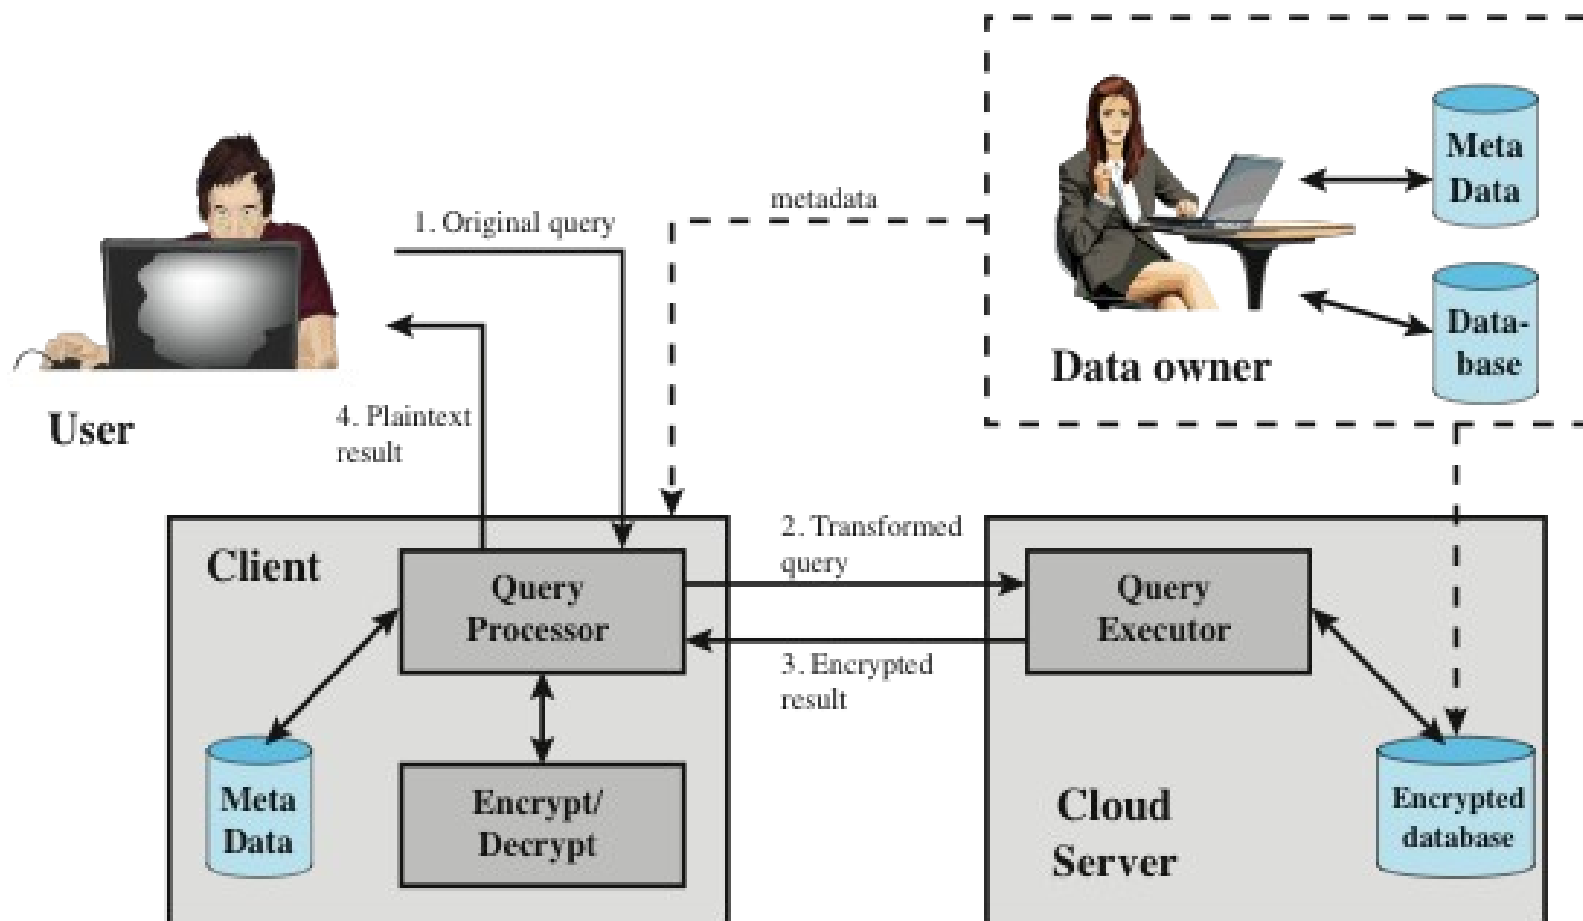 Meta
Data
metadata
1. Original query
Data-
base
Data owner
User
4. Plaintext
result
Client
Query
Processor
2. Transformed
query
3. Encrypted
result
Query
Executor
Meta
Data
Encrypt/
Decrypt
Cloud
Server
Encrypted
database